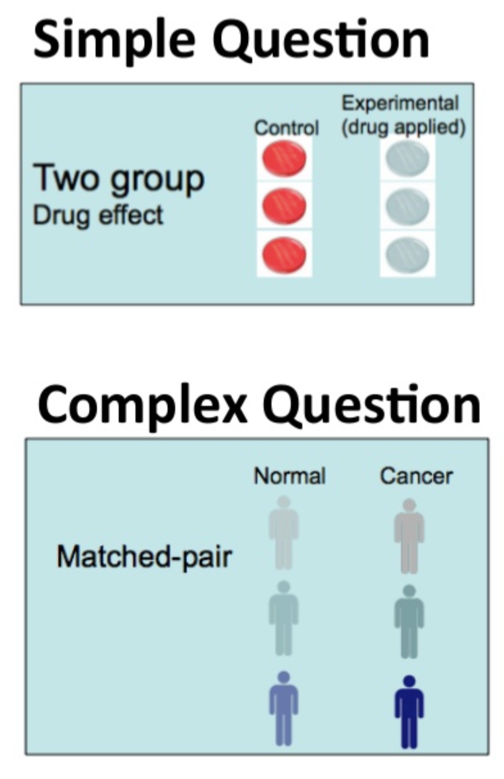 Simple Question
Experimental
Control (drug applied)
Two group
Drug effect
Complex Question
Normal Cancer
Matched-pair